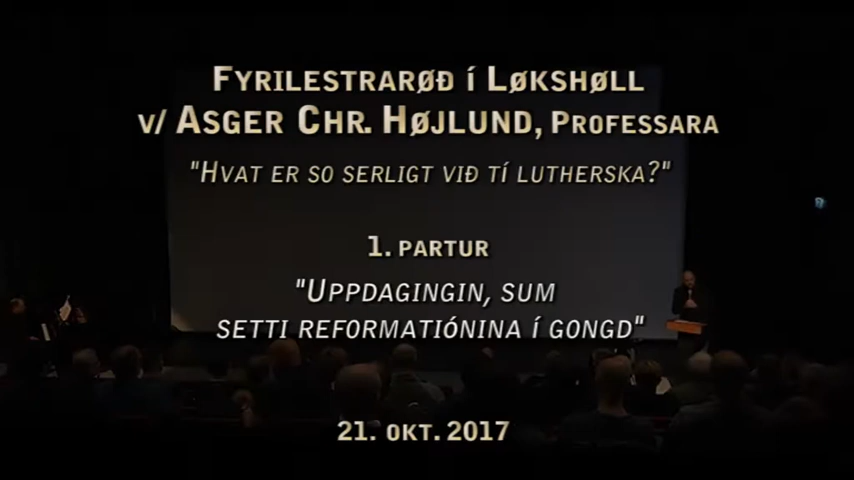 Fyrilestrarøð í Løkshøll
v/ Asger Chr. Højlund, professara
"Hvat er so serligt við tí lutherska?"
1. partur
"Uppdagingin, sum
setti reformatiónina í gongd"
21. okt. 2017